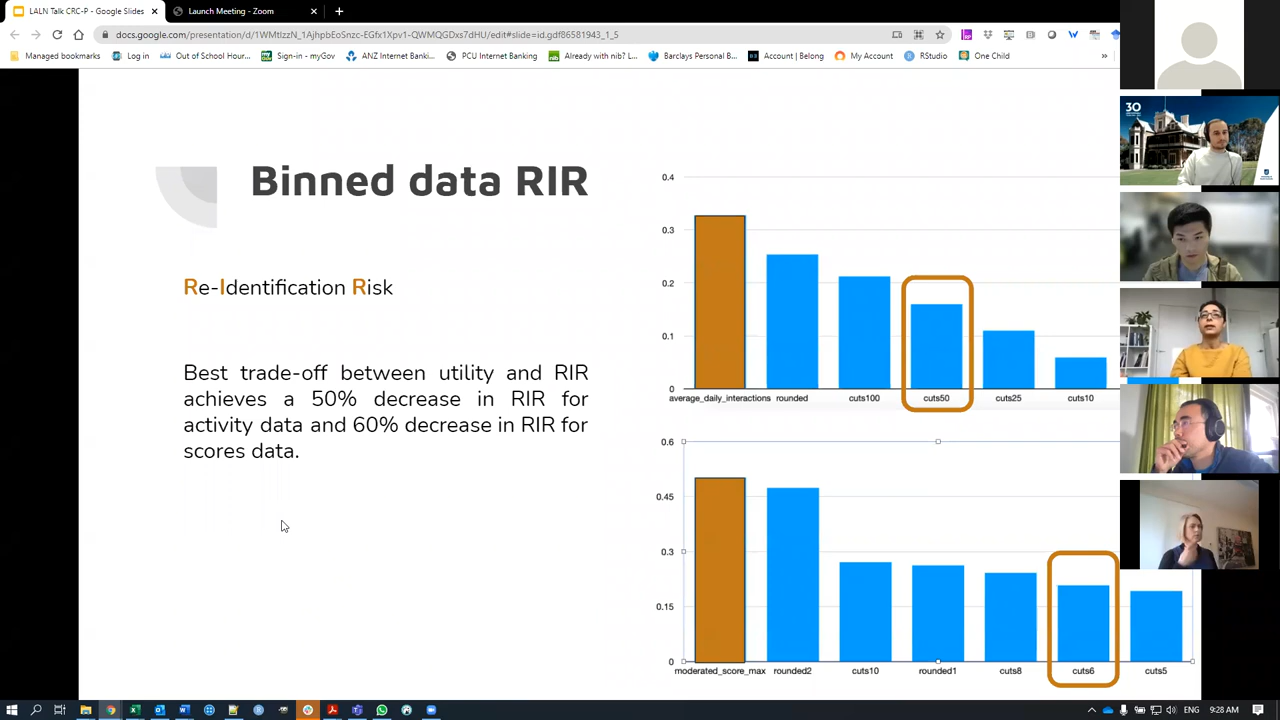 LALN Talk CRC-P - Google Slides
Launch Meeting - Zoom
docs.google.com/presentation/d/1WMtlzzN_1AjhpbEoSnzc-EGfx1Xpv1-QWMQGDxs7dHU/edit#slide=id.gdf86581943_1_5
Managed bookmarks
Log in
Out of School Hour...
Sign-in - myGov
ANZ Internet Banki...
PCU Internet Banking
Already with nib? L...
Barclays Personal B...
Account | Belong
My Account
RStudio
One Child
»
30
Binned data RIR
Re-Identification Risk
Best trade-off between utility and RIR
achieves a 50% decrease in RIR for
activity data and 60% decrease in RIR for
scores data.
0.4
0.3
0.2
0.1
0
average_daily_interactions rounded cuts100 cuts50 cuts25 cuts10
0.6
0.45
0.3
0.15
0
moderated_score_max rounded2 cuts10 rounded1 cuts8 cuts6 cuts5
ENG 9:28 AM